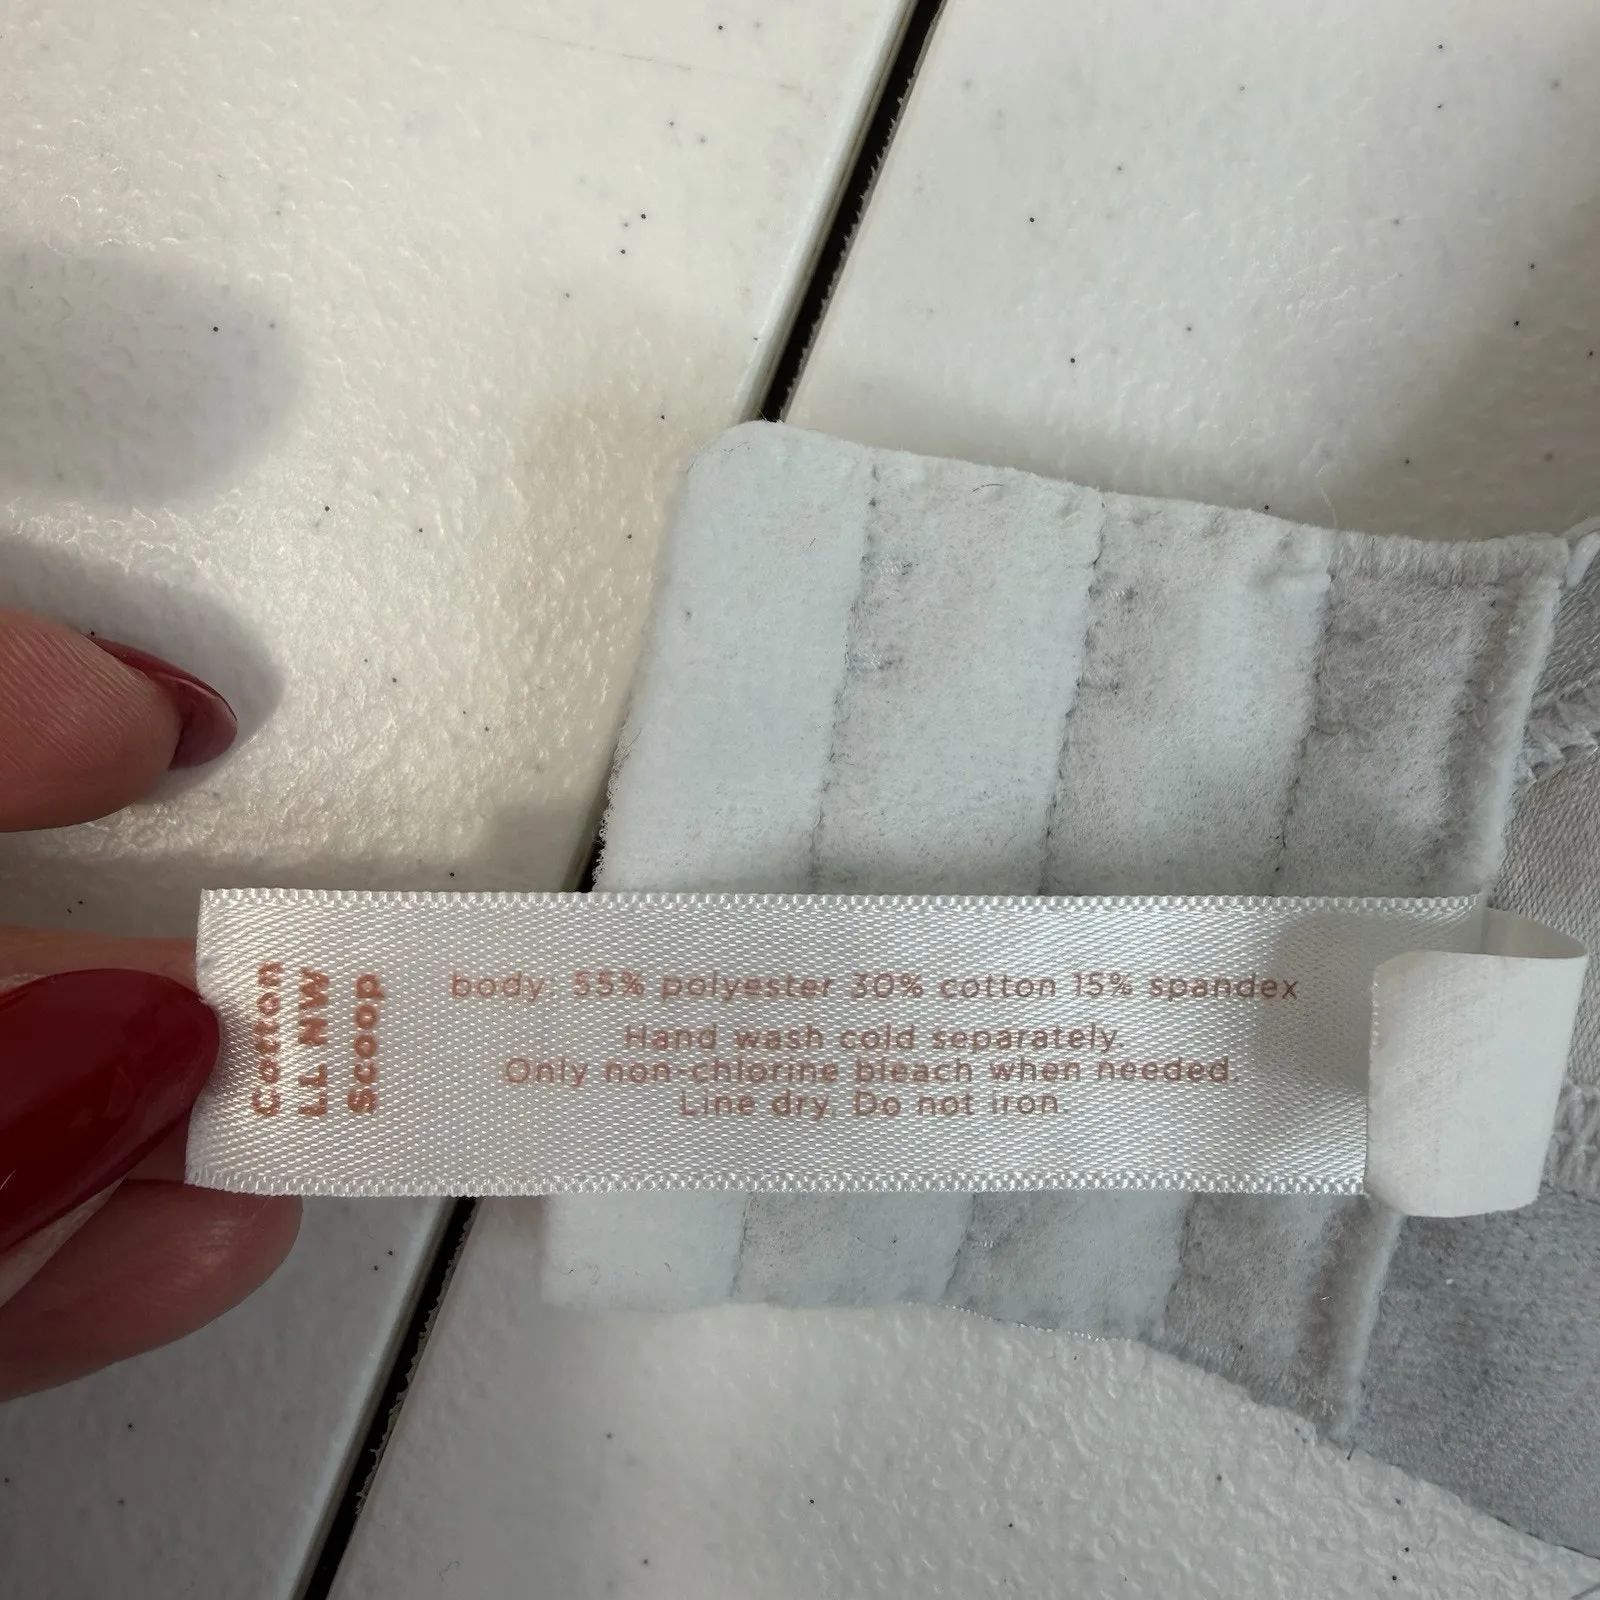 Cotton
LL NW
Scoop
body: 55% polyester 30% cotton 15% spandex
Hand wash cold separately.
Only non-chlorine bleach when needed.
Line dry. Do not iron.